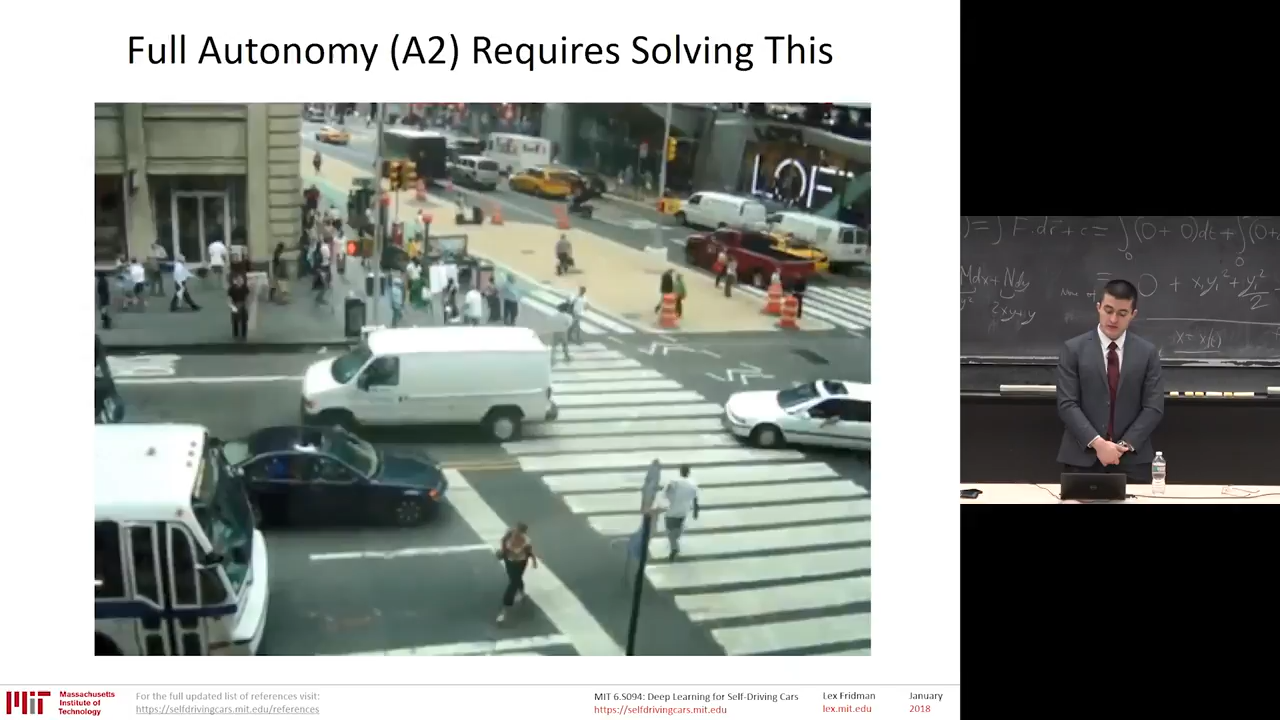 Full Autonomy (A2) Requires Solving This
FedEx
LOF
Massachusetts
Institute of
Technology
For the full updated list of references visit:
https://selfdrivingcars.mit.edu/references
MIT 6.S094: Deep Learning for Self-Driving Cars
https://selfdrivingcars.mit.edu
Lex Fridman
lex.mit.edu
January
2018